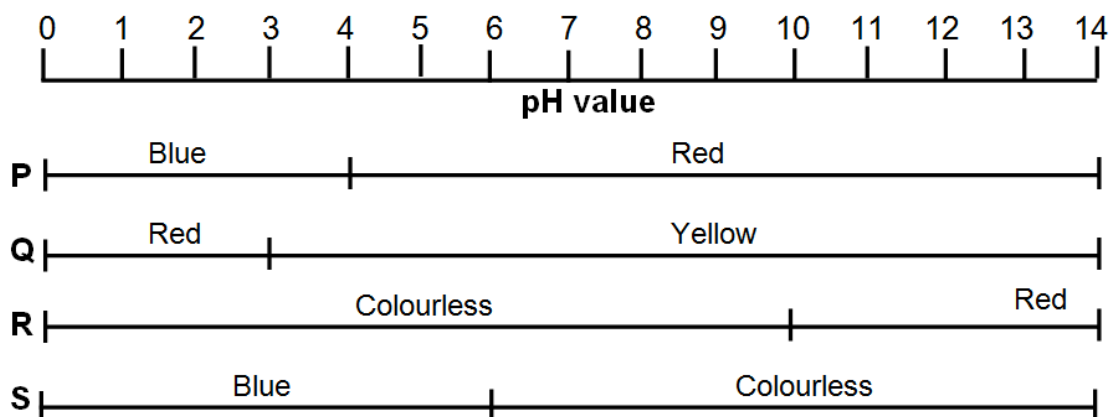 0 1 2 3 4 5 6 7 8 9 10 11 12 13 14
pH value
Blue Red
P
Red Yellow
Q
Colourless Red
R
Blue Colourless
S